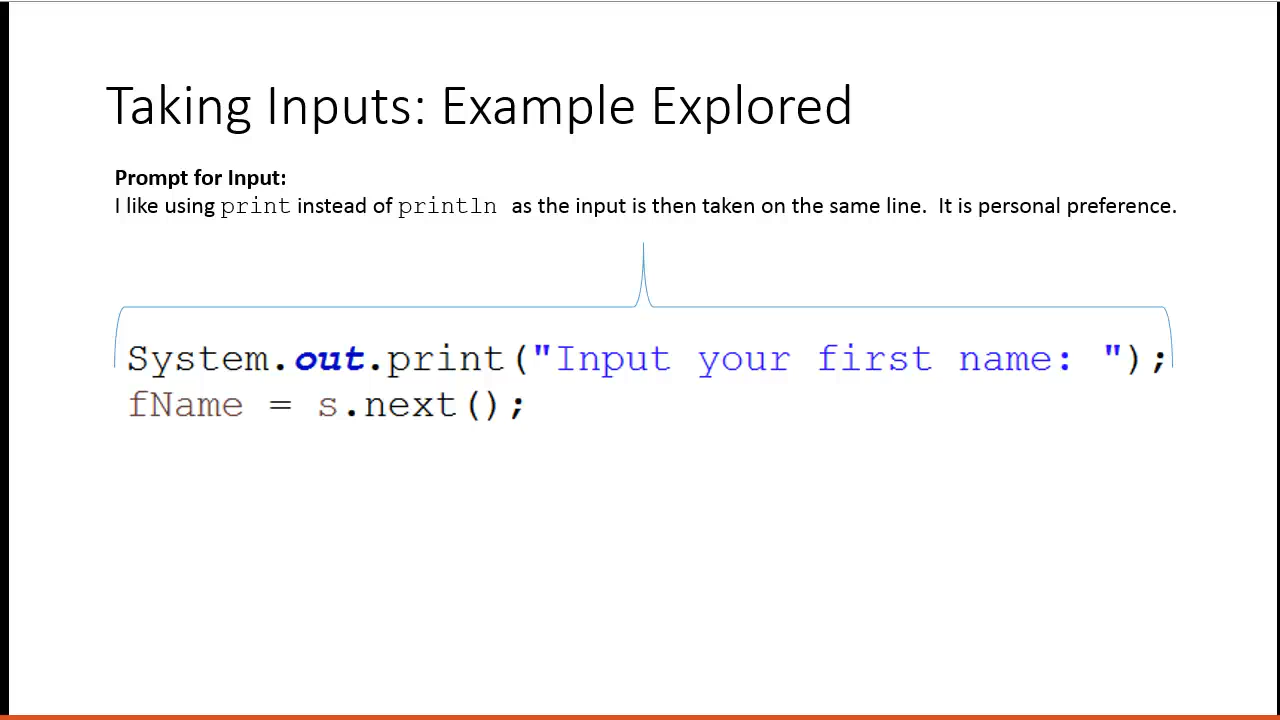 Taking Inputs: Example Explored
Prompt for Input:
I like using print instead of println as the input is then taken on the same line. It is personal preference.
System.out.print("Input your first name: ");
fName = s.next();